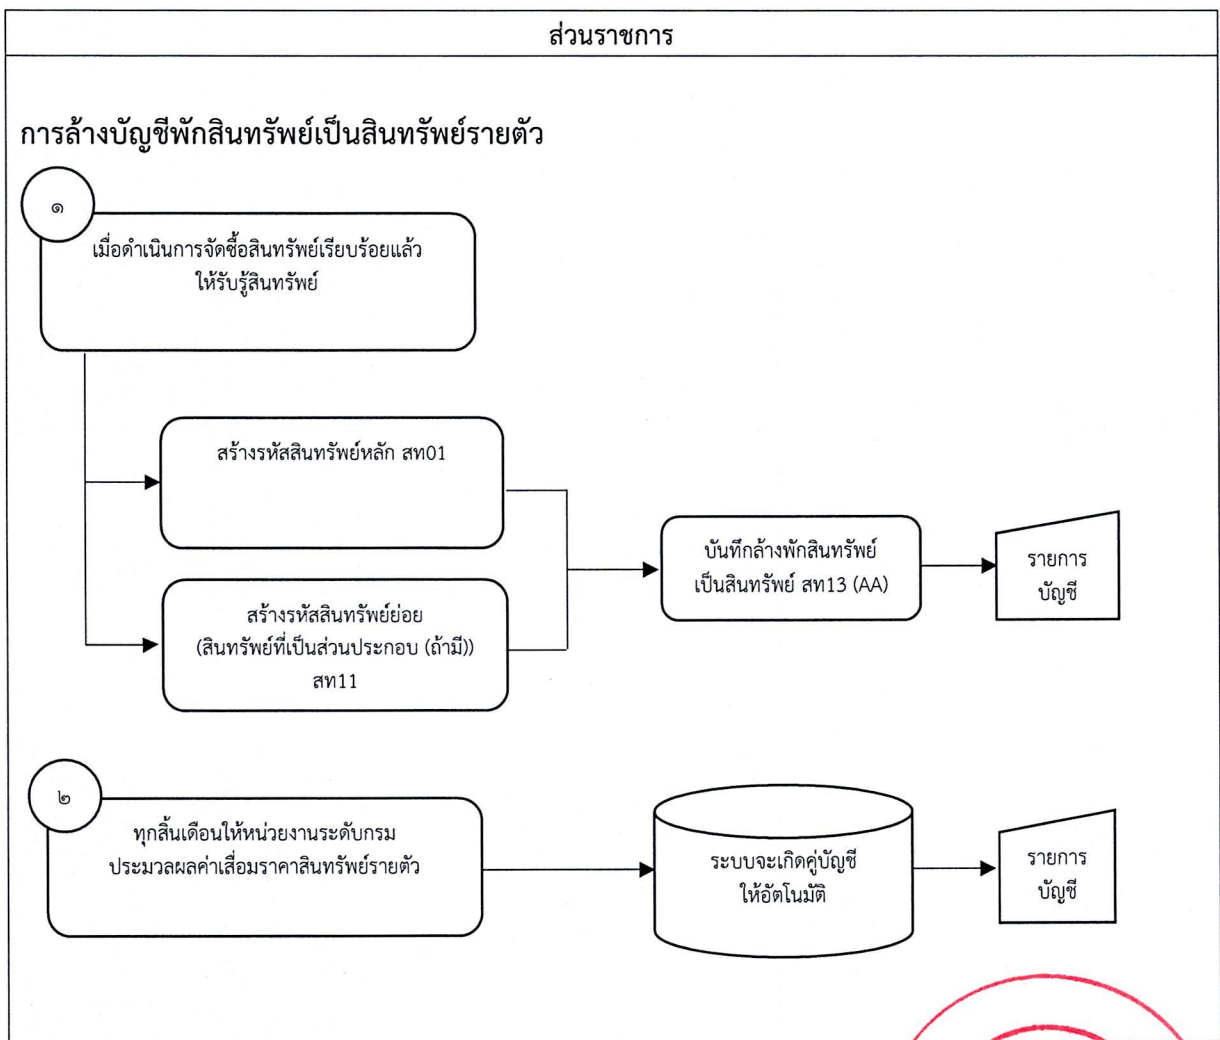 ส่วนราชการ
การล้างบัญชีพักสินทรัพย์เป็นสินทรัพย์รายตัว
๑
เมื่อดำเนินการจัดซื้อสินทรัพย์เรียบร้อยแล้ว
ให้รับรู้สินทรัพย์
สร้างรหัสสินทรัพย์หลัก สท01
สร้างรหัสสินทรัพย์ย่อย
(สินทรัพย์ที่เป็นส่วนประกอบ (ถ้ามี))
สท11
บันทึกล้างพักสินทรัพย์
เป็นสินทรัพย์ สท13 (AA)
รายการ
บัญชี
๒
ทุกสิ้นเดือนให้หน่วยงานระดับกรม
ประมวลผลค่าเสื่อมราคาสินทรัพย์รายตัว
ระบบจะเกิดคู่บัญชี
ให้อัตโนมัติ
รายการ
บัญชี